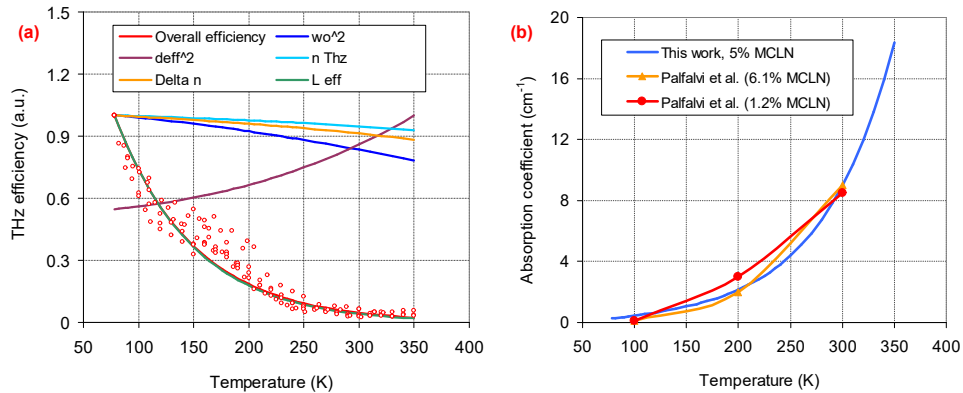 (a)
Overall efficiency
wo^2
deff^2
n Thz
Delta n
L eff
THz efficiency (a.u.)
1.5
1.2
0.9
0.6
0.3
0
50 100 150 200 250 300 350 400
Temperature (K)
(b)
This work, 5% MCLN
Palfalvi et al. (6.1% MCLN)
Palfalvi et al. (1.2% MCLN)
Absorption coefficient (cm-1)
20
16
12
8
4
0
50 100 150 200 250 300 350 400
Temperature (K)